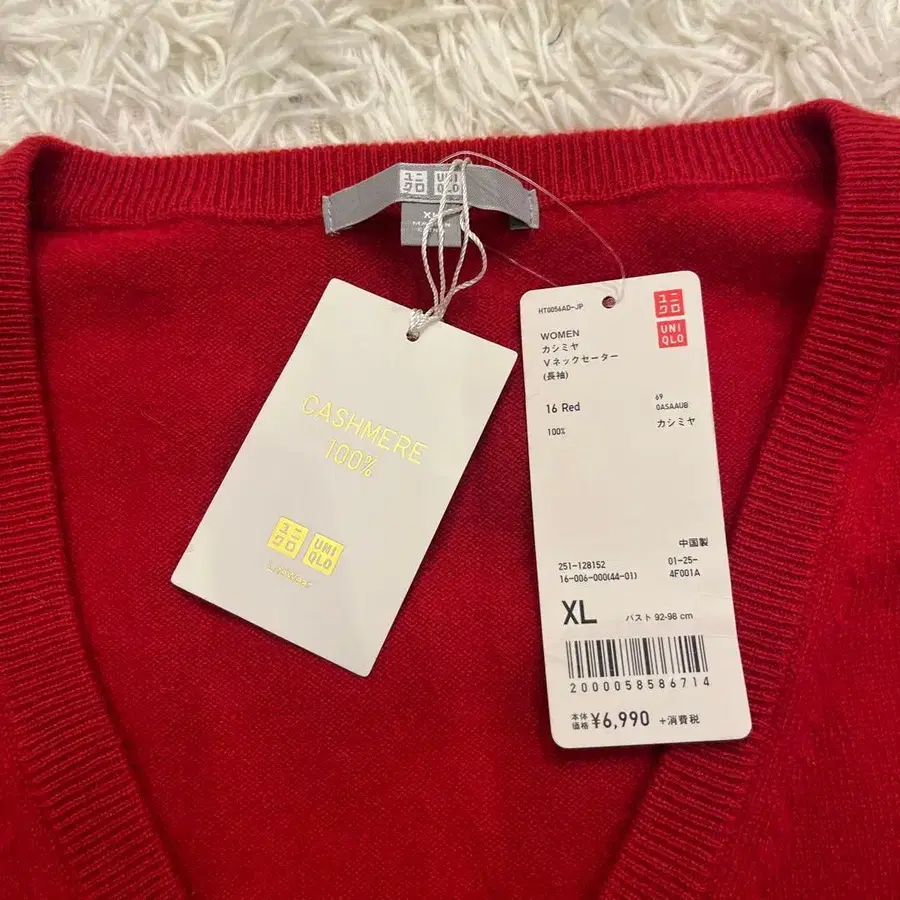 ユニ
クロ
UNI
QLO
XL
CASHMERE
100%
ユニ
クロ
UNI
QLO
LifeWear
HT0056AD-JP
ユニ
クロ
UNI
QLO
WOMEN
カシミヤ
Vネックセーター
(長袖)
16 Red
69
0ASAAUB
100%
カシミヤ
中国製
251-128152
01-25-
16-006-000(44-01)
4F001A
XL
バスト 92-98 cm
2000058586714
本体
価格
¥6,990
+消費税